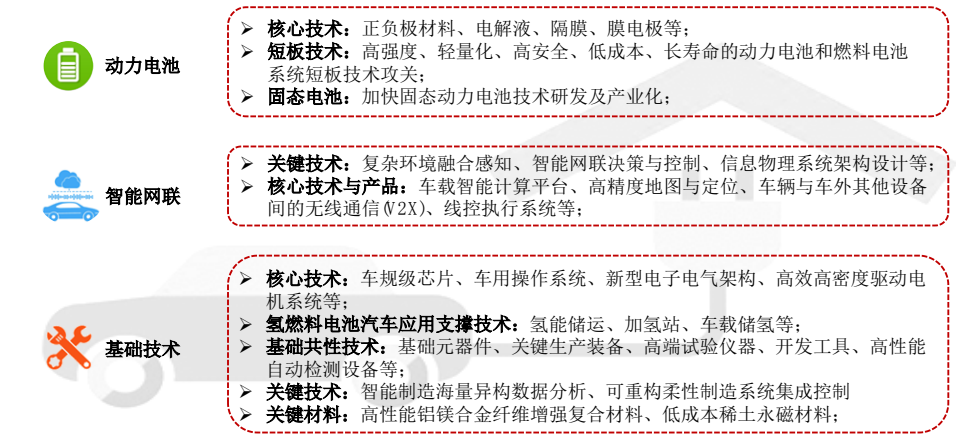 动力电池
➢ 核心技术：正负极材料、电解液、隔膜、膜电极等；
➢ 短板技术：高强度、轻量化、高安全、低成本、长寿命的动力电池和燃料电池
系统短板技术攻关；
➢ 固态电池：加快固态动力电池技术研发及产业化；
智能网联
➢ 关键技术：复杂环境融合感知、智能网联决策与控制、信息物理系统架构设计等；
➢ 核心技术与产品：车载智能计算平台、高精度地图与定位、车辆与车外其他设备
间的无线通信(V2X)、线控执行系统等；
基础技术
➢ 核心技术：车规级芯片、车用操作系统、新型电子电气架构、高效高密度驱动电
机系统等；
➢ 氢燃料电池汽车应用支撑技术：氢能储运、加氢站、车载储氢等；
➢ 基础共性技术：基础元器件、关键生产装备、高端试验仪器、开发工具、高性能
自动检测设备等；
➢ 关键技术：智能制造海量异构数据分析、可重构柔性制造系统集成控制
➢ 关键材料：高性能铝镁合金纤维增强复合材料、低成本稀土永磁材料；